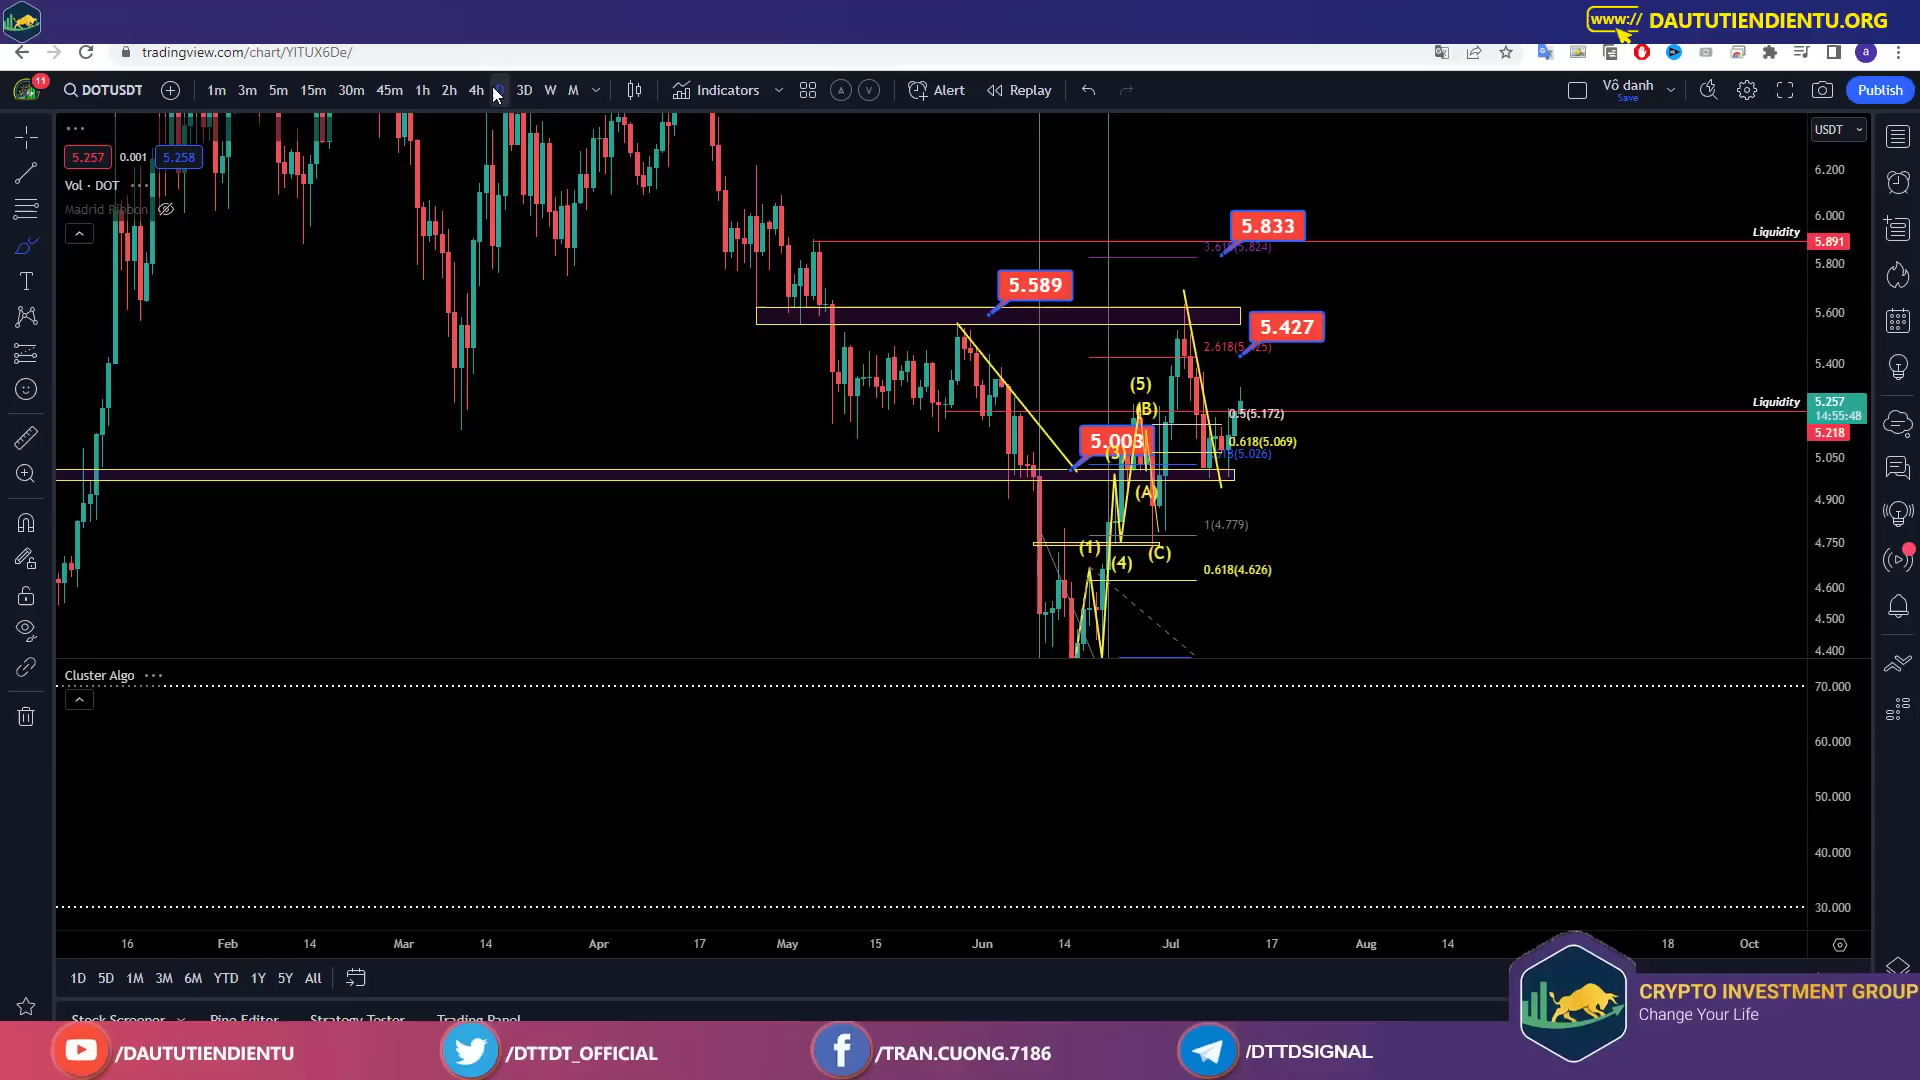 www:// DAUTUTIENDIENTU.ORG
tradingview.com/chart/YITUX6De/
a
11
DOTUSDT 1m 3m 5m 15m 30m 45m 1h 2h 4h D 3D W M Indicators A V Alert Replay Vô danh Save Publish
5.257 0.001 5.258
Vol · DOT
Madrid Ribbon
USDT
6.200
6.000
5.833
Liquidity 5.891
3.618(5.824)
5.800
5.589
5.600
5.427
2.618(5.425)
5.400
(5)
Liquidity 5.257
(B) 0.5(5.172)
14:55:48
5.218
5.003
0.618(5.069)
(3)
5.050
(A)
4.900
1(4.779)
4.750
(1) (C)
(4)
0.618(4.626)
4.600
4.500
4.400
Cluster Algo
70.000
60.000
50.000
40.000
30.000
16 Feb 14 Mar 14 Apr 17 May 15 Jun 14 Jul 17 Aug 14 18 Oct
1D 5D 1M 3M 6M YTD 1Y 5Y All
Stock Screener Pine Editor Strategy Tester Trading Panel
CRYPTO INVESTMENT GROUP
Change Your Life
/DAUTUTIENDIENTU /DTTDT_OFFICIAL /TRAN.CUONG.7186 /DTTDSIGNAL